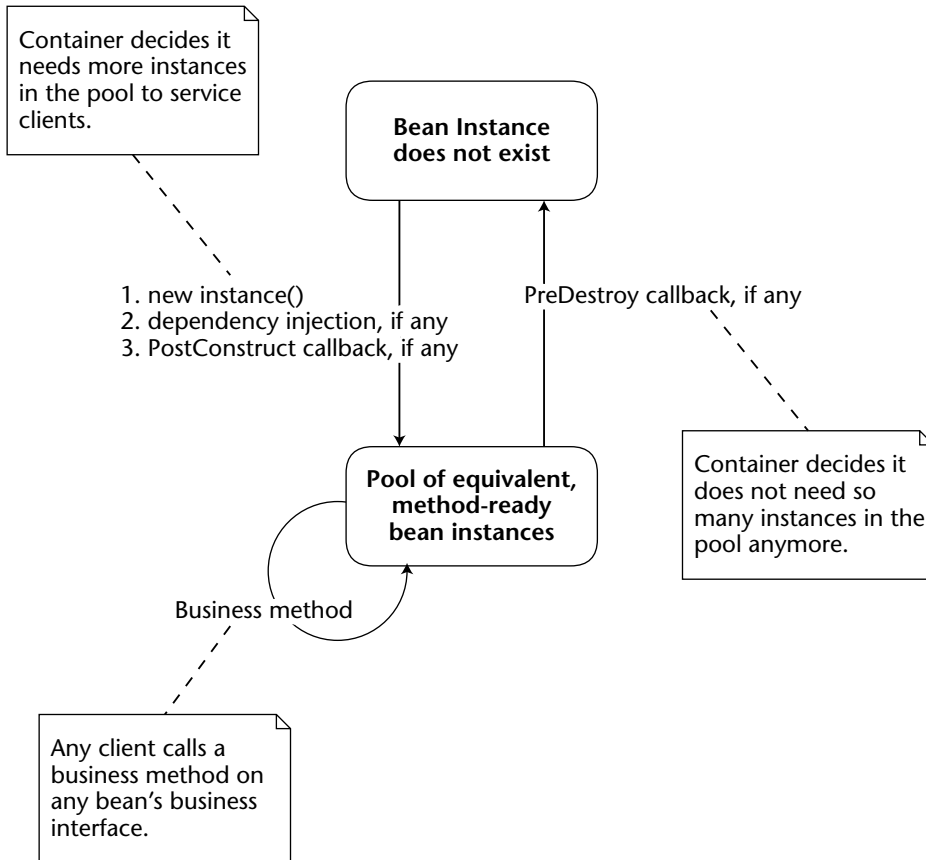 Container decides it
needs more instances
in the pool to service
clients.
Bean Instance
does not exist
1. new instance()
2. dependency injection, if any
3. PostConstruct callback, if any
PreDestroy callback, if any
Pool of equivalent,
method-ready
bean instances
Container decides it
does not need so
many instances in the
pool anymore.
Business method
Any client calls a
business method on
any bean’s business
interface.